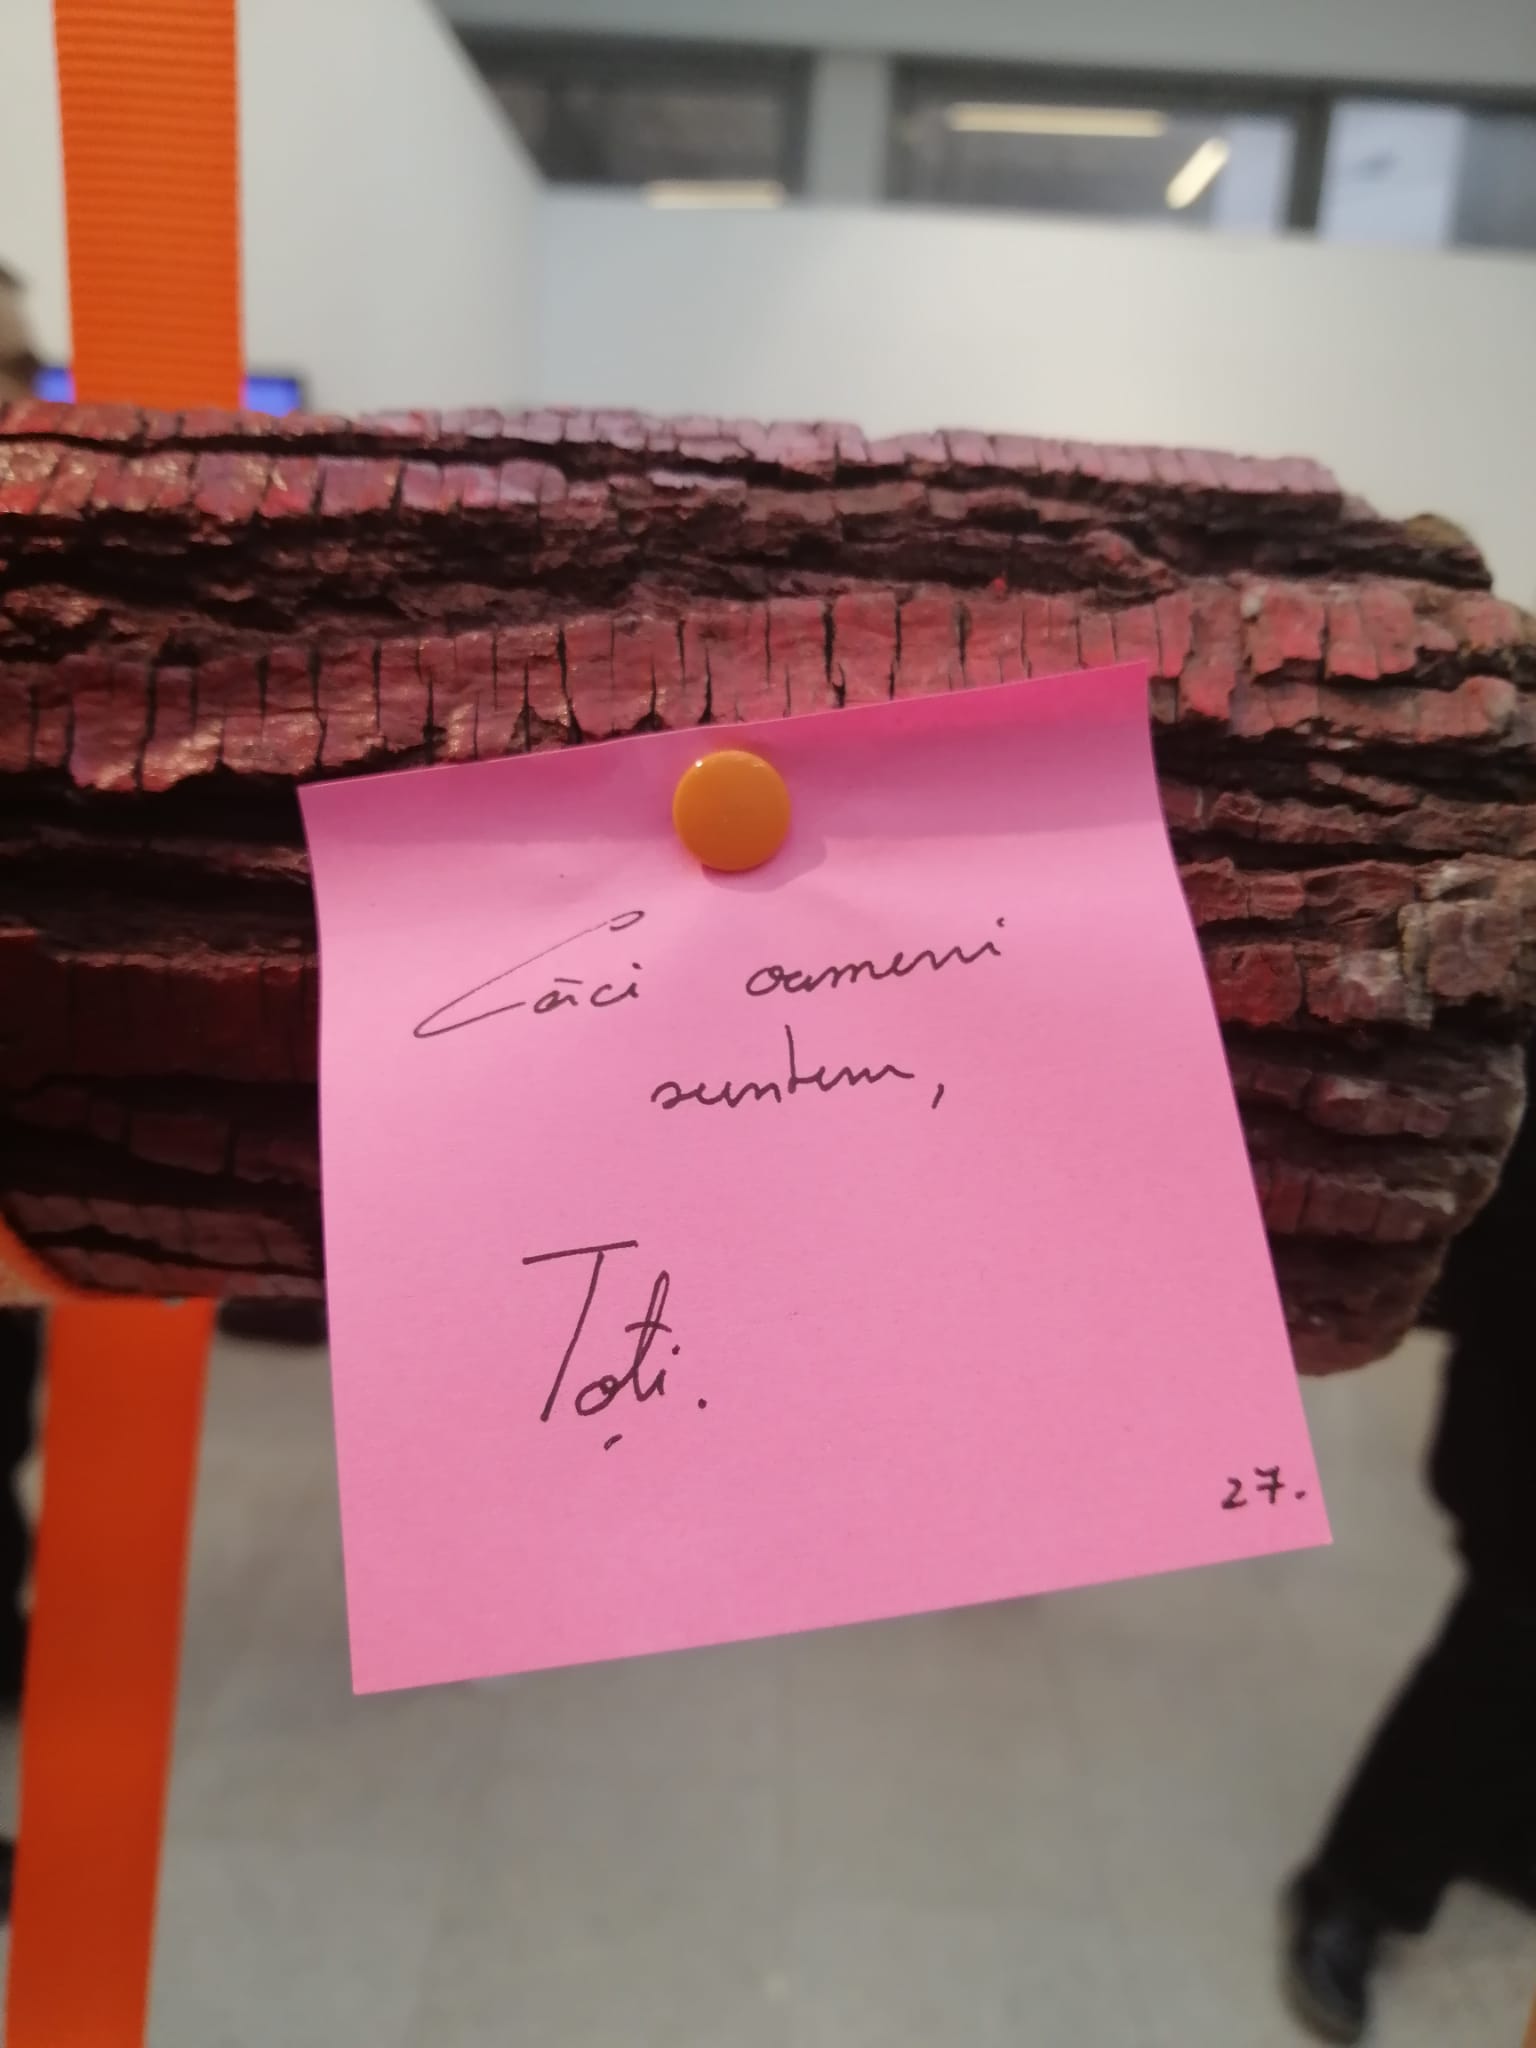 Căci oameni
suntem,
Toți.
27.